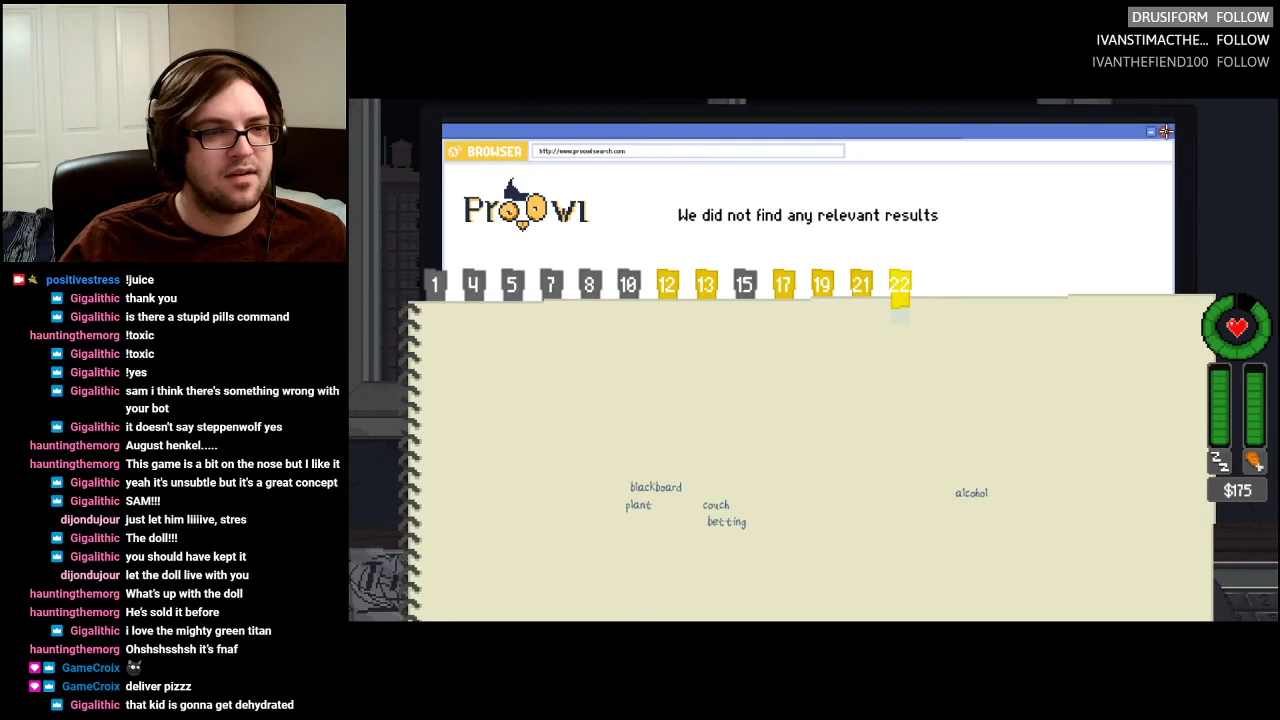 DRUSIFORM FOLLOW
IVANSTIMACTHE... FOLLOW
IVANTHEFIEND100 FOLLOW
BROWSER http://www.proowlsearch.com
Proowl We did not find any relevant results
1 4 5 7 8 10 12 13 15 17 19 21 22
blackboard
plant couch
betting
alcohol
$175
positivestress !juice
Gigalithic thank you
Gigalithic is there a stupid pills command
hauntingthemorg !toxic
Gigalithic !toxic
Gigalithic !yes
Gigalithic sam i think there's something wrong with
your bot
Gigalithic it doesn't say steppenwolf yes
hauntingthemorg August henkel.....
hauntingthemorg This game is a bit on the nose but I like it
Gigalithic yeah it's unsubtle but it's a great concept
Gigalithic SAM!!!
dijondujour just let him liiiive, stres
Gigalithic The doll!!!
Gigalithic you should have kept it
dijondujour let the doll live with you
hauntingthemorg What's up with the doll
hauntingthemorg He's sold it before
Gigalithic i love the mighty green titan
hauntingthemorg Ohshshsshsh it's fnaf
GameCroix
GameCroix deliver pizzz
Gigalithic that kid is gonna get dehydrated